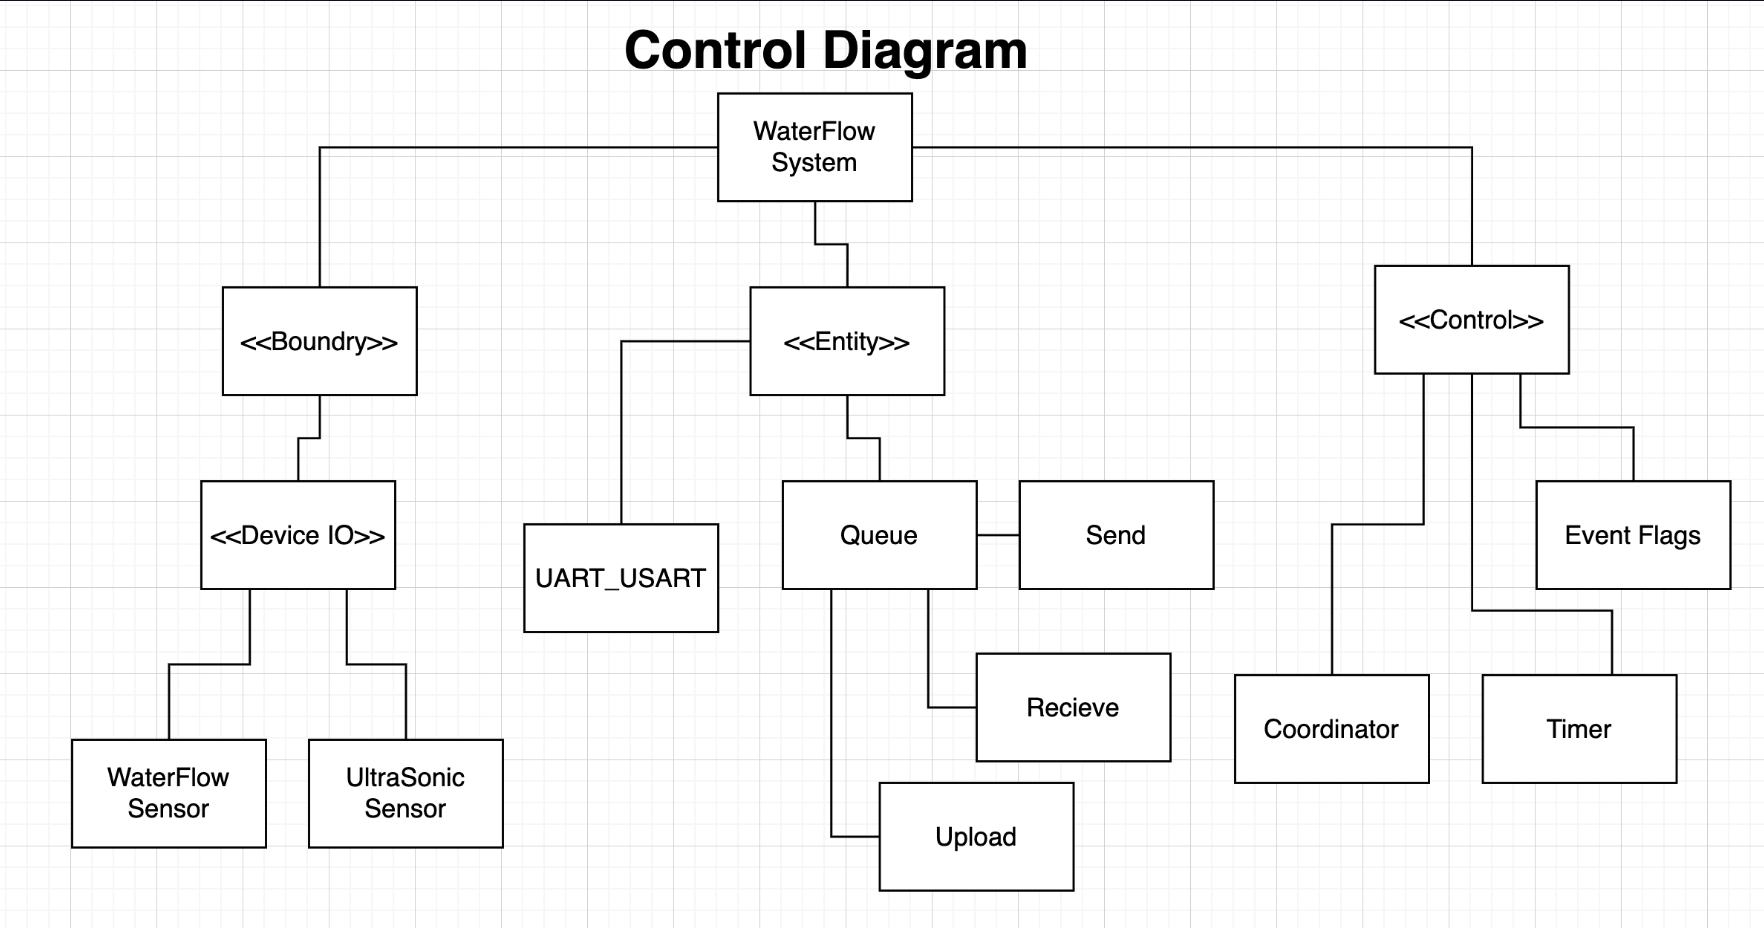 Control Diagram
WaterFlow
System
<<Boundry>>
<<Entity>>
<<Control>>
<<Device IO>>
UART_USART
Queue
Send
Event Flags
Recieve
Coordinator
Timer
WaterFlow
Sensor
UltraSonic
Sensor
Upload